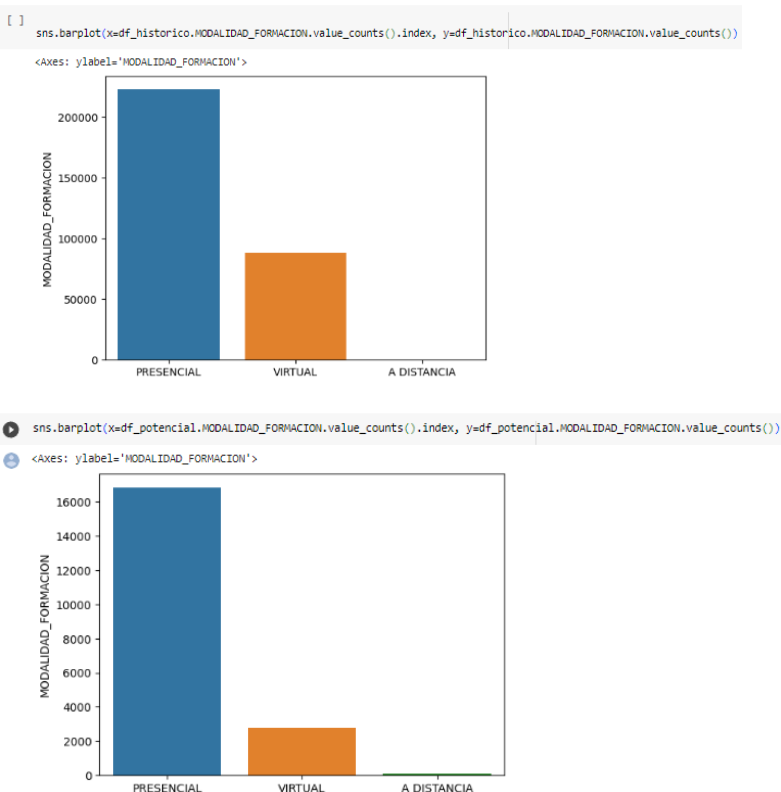 [ ]
sns.barplot(x=df_historico.MODALIDAD_FORMACION.value_counts().index, y=df_historico.MODALIDAD_FORMACION.value_counts())
<Axes: ylabel='MODALIDAD_FORMACION'>
200000
150000
100000
50000
0
MODALIDAD_FORMACION
PRESENCIAL VIRTUAL A DISTANCIA
sns.barplot(x=df_potencial.MODALIDAD_FORMACION.value_counts().index, y=df_potencial.MODALIDAD_FORMACION.value_counts())
<Axes: ylabel='MODALIDAD_FORMACION'>
16000
14000
12000
10000
8000
6000
4000
2000
0
MODALIDAD_FORMACION
PRESENCIAL VIRTUAL A DISTANCIA